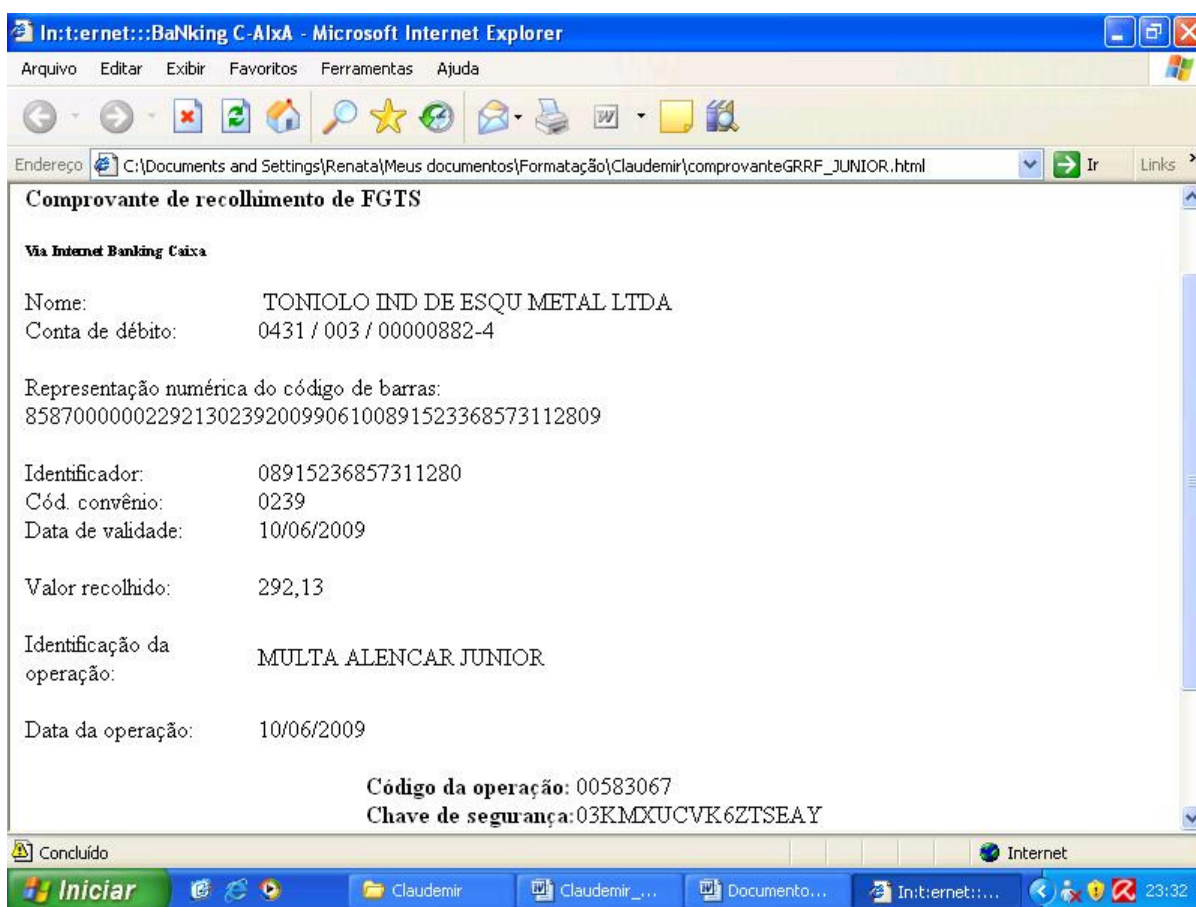 In:t:ernet:::BaNking C-AIxA - Microsoft Internet Explorer
Arquivo Editar Exibir Favoritos Ferramentas Ajuda
Endereço C:\Documents and Settings\Renata\Meus documentos\Formatação\Claudemir\comprovanteGRRF_JUNIOR.html Ir Links
Comprovante de recolhimento de FGTS
Via Internet Banking Caixa
Nome: TONIOLO IND DE ESQU METAL LTDA
Conta de débito: 0431 / 003 / 00000882-4
Representação numérica do código de barras:
858700000022921302392009906100891523368573112809
Identificador: 08915236857311280
Cód. convênio: 0239
Data de validade: 10/06/2009
Valor recolhido: 292,13
Identificação da
operação: MULTA ALENCAR JUNIOR
Data da operação: 10/06/2009
Código da operação: 00583067
Chave de segurança:03KMXUCVK6ZTSEAY
Concluído Internet
Iniciar Claudemir Claudemir_... Documento... In:t:ernet::... 23:32